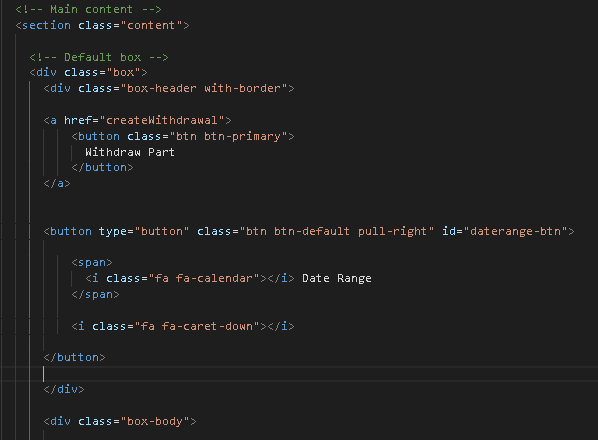 <!-- Main content -->
<section class="content">
<!-- Default box -->
<div class="box">
<div class="box-header with-border">
<a href="createWithdrawal">
<button class="btn btn-primary">
Withdraw Part
</button>
</a>
<button type="button" class="btn btn-default pull-right" id="daterange-btn">
<span>
<i class="fa fa-calendar"></i> Date Range
</span>
<i class="fa fa-caret-down"></i>
</button>
</div>
<div class="box-body">